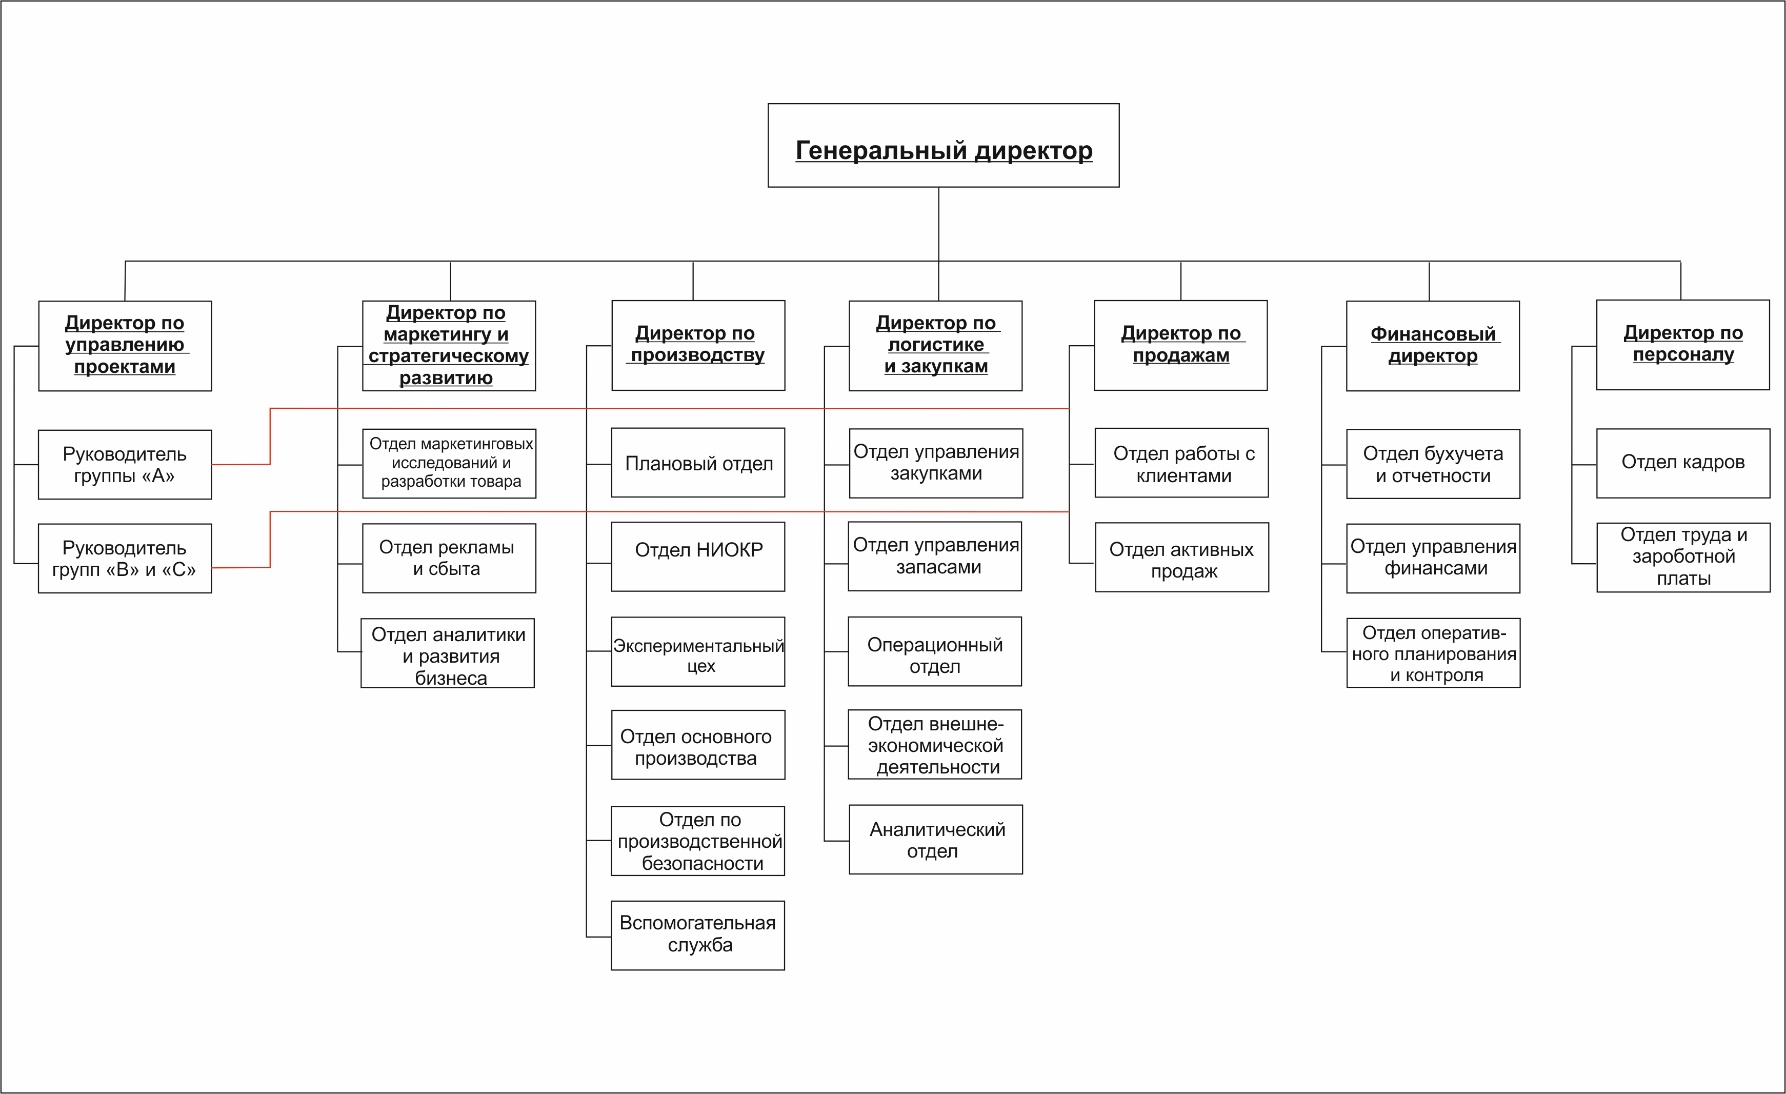 Генеральный директор
Директор по
управлению
проектами
Руководитель
группы «А»
Руководитель
групп «В» и «С»
Директор по
маркетингу и
стратегическому
развитию
Отдел маркетинговых
исследований и
разработки товара
Отдел рекламы
и сбыта
Отдел аналитики
и развития
бизнеса
Директор по
производству
Плановый отдел
Отдел НИОКР
Экспериментальный
цех
Отдел основного
производства
Отдел по
производственной
безопасности
Вспомогательная
служба
Директор по
логистике
и закупкам
Отдел управления
закупками
Отдел управления
запасами
Операционный
отдел
Отдел внешне-
экономической
деятельности
Аналитический
отдел
Директор по
продажам
Отдел работы с
клиентами
Отдел активных
продаж
Финансовый
директор
Отдел бухучета
и отчетности
Отдел управления
финансами
Отдел оператив-
ного планирования
и контроля
Директор по
персоналу
Отдел кадров
Отдел труда и
зароботной
платы